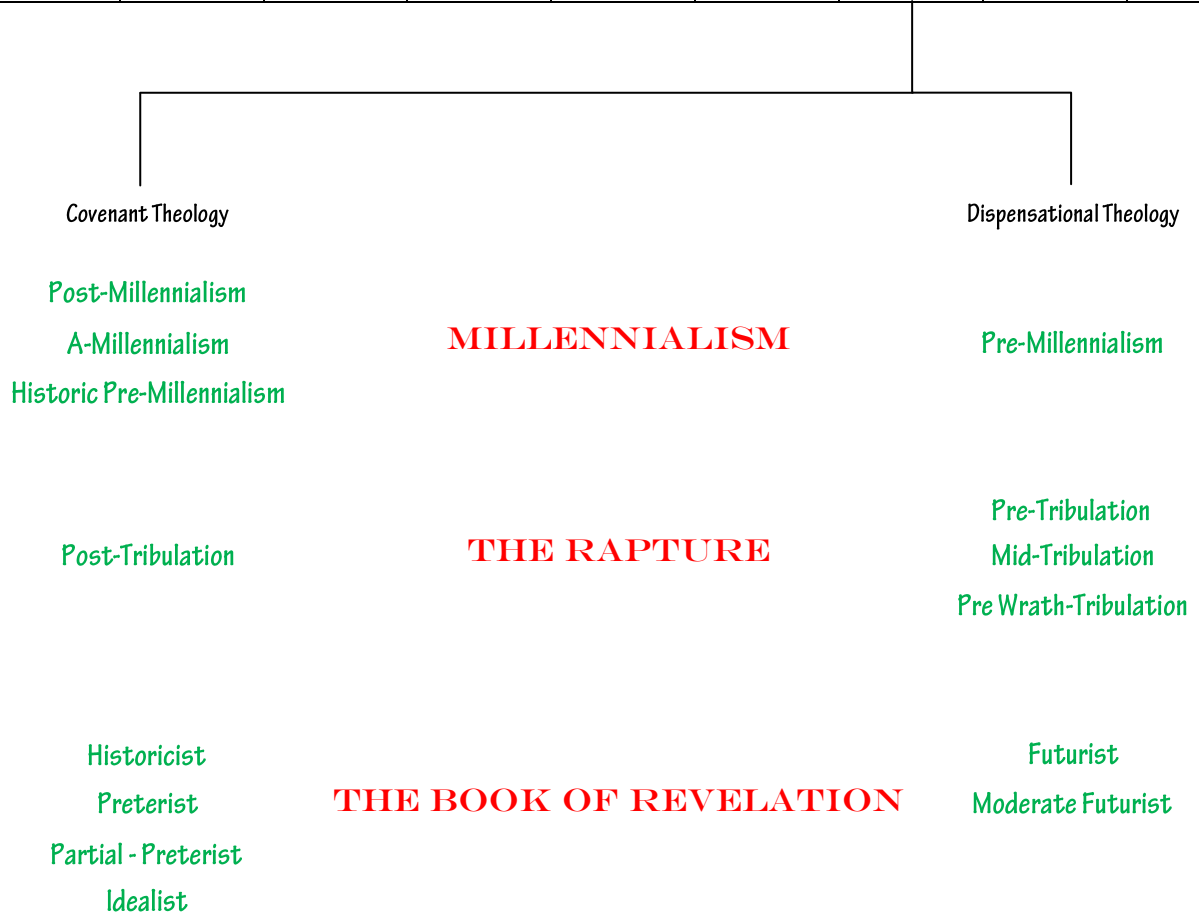 Covenant Theology
Dispensational Theology
Post-Millennialism
A-Millennialism
Historic Pre-Millennialism
MILLENNIALISM
Pre-Millennialism
Post-Tribulation
THE RAPTURE
Pre-Tribulation
Mid-Tribulation
Pre Wrath-Tribulation
Historicist
Preterist
Partial - Preterist
Idealist
THE BOOK OF REVELATION
Futurist
Moderate Futurist